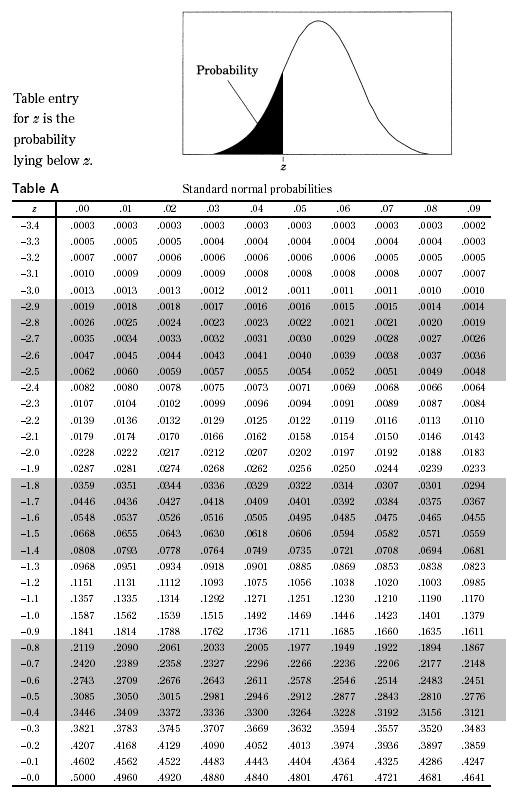 Probability
Table entry
for z is the
probability
lying below z.
z
Table A Standard normal probabilities
z .00 .01 .02 .03 .04 .05 .06 .07 .08 .09
–3.4 .0003 .0003 .0003 .0003 .0003 .0003 .0003 .0003 .0003 .0002
–3.3 .0005 .0005 .0005 .0004 .0004 .0004 .0004 .0004 .0004 .0003
–3.2 .0007 .0007 .0006 .0006 .0006 .0006 .0006 .0005 .0005 .0005
–3.1 .0010 .0009 .0009 .0009 .0008 .0008 .0008 .0008 .0007 .0007
–3.0 .0013 .0013 .0013 .0012 .0012 .0011 .0011 .0011 .0010 .0010
–2.9 .0019 .0018 .0018 .0017 .0016 .0016 .0015 .0015 .0014 .0014
–2.8 .0026 .0025 .0024 .0023 .0023 .0022 .0021 .0021 .0020 .0019
–2.7 .0035 .0034 .0033 .0032 .0031 .0030 .0029 .0028 .0027 .0026
–2.6 .0047 .0045 .0044 .0043 .0041 .0040 .0039 .0038 .0037 .0036
–2.5 .0062 .0060 .0059 .0057 .0055 .0054 .0052 .0051 .0049 .0048
–2.4 .0082 .0080 .0078 .0075 .0073 .0071 .0069 .0068 .0066 .0064
–2.3 .0107 .0104 .0102 .0099 .0096 .0094 .0091 .0089 .0087 .0084
–2.2 .0139 .0136 .0132 .0129 .0125 .0122 .0119 .0116 .0113 .0110
–2.1 .0179 .0174 .0170 .0166 .0162 .0158 .0154 .0150 .0146 .0143
–2.0 .0228 .0222 .0217 .0212 .0207 .0202 .0197 .0192 .0188 .0183
–1.9 .0287 .0281 .0274 .0268 .0262 .0256 .0250 .0244 .0239 .0233
–1.8 .0359 .0351 .0344 .0336 .0329 .0322 .0314 .0307 .0301 .0294
–1.7 .0446 .0436 .0427 .0418 .0409 .0401 .0392 .0384 .0375 .0367
–1.6 .0548 .0537 .0526 .0516 .0505 .0495 .0485 .0475 .0465 .0455
–1.5 .0668 .0655 .0643 .0630 .0618 .0606 .0594 .0582 .0571 .0559
–1.4 .0808 .0793 .0778 .0764 .0749 .0735 .0721 .0708 .0694 .0681
–1.3 .0968 .0951 .0934 .0918 .0901 .0885 .0869 .0853 .0838 .0823
–1.2 .1151 .1131 .1112 .1093 .1075 .1056 .1038 .1020 .1003 .0985
–1.1 .1357 .1335 .1314 .1292 .1271 .1251 .1230 .1210 .1190 .1170
–1.0 .1587 .1562 .1539 .1515 .1492 .1469 .1446 .1423 .1401 .1379
–0.9 .1841 .1814 .1788 .1762 .1736 .1711 .1685 .1660 .1635 .1611
–0.8 .2119 .2090 .2061 .2033 .2005 .1977 .1949 .1922 .1894 .1867
–0.7 .2420 .2389 .2358 .2327 .2296 .2266 .2236 .2206 .2177 .2148
–0.6 .2743 .2709 .2676 .2643 .2611 .2578 .2546 .2514 .2483 .2451
–0.5 .3085 .3050 .3015 .2981 .2946 .2912 .2877 .2843 .2810 .2776
–0.4 .3446 .3409 .3372 .3336 .3300 .3264 .3228 .3192 .3156 .3121
–0.3 .3821 .3783 .3745 .3707 .3669 .3632 .3594 .3557 .3520 .3483
–0.2 .4207 .4168 .4129 .4090 .4052 .4013 .3974 .3936 .3897 .3859
–0.1 .4602 .4562 .4522 .4483 .4443 .4404 .4364 .4325 .4286 .4247
–0.0 .5000 .4960 .4920 .4880 .4840 .4801 .4761 .4721 .4681 .4641